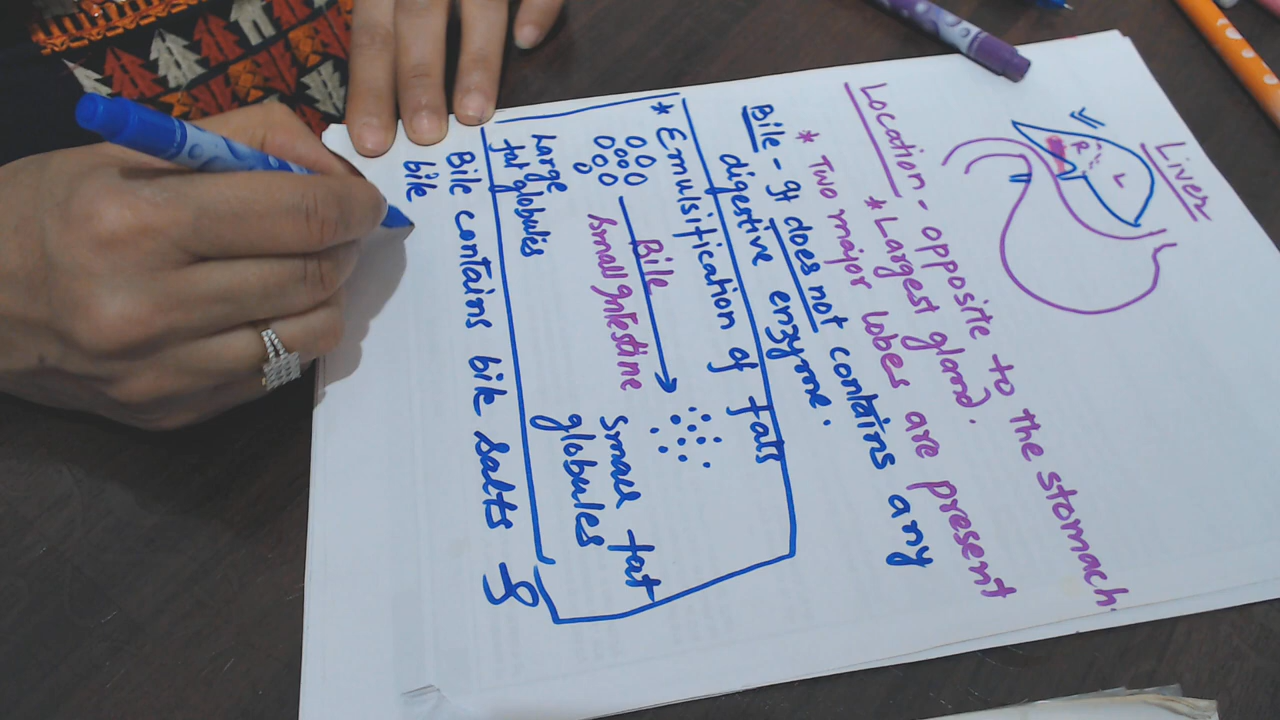 Liver
R L
Location - opposite to the stomach.
* Largest gland.
* Two major lobes are present
Bile - It does not contains any
digestive enzyme.
* Emulsification of fats
Bile
Small Intestine
Large
fat globules
Small fat
globules
Bile contains bile salts &
bile